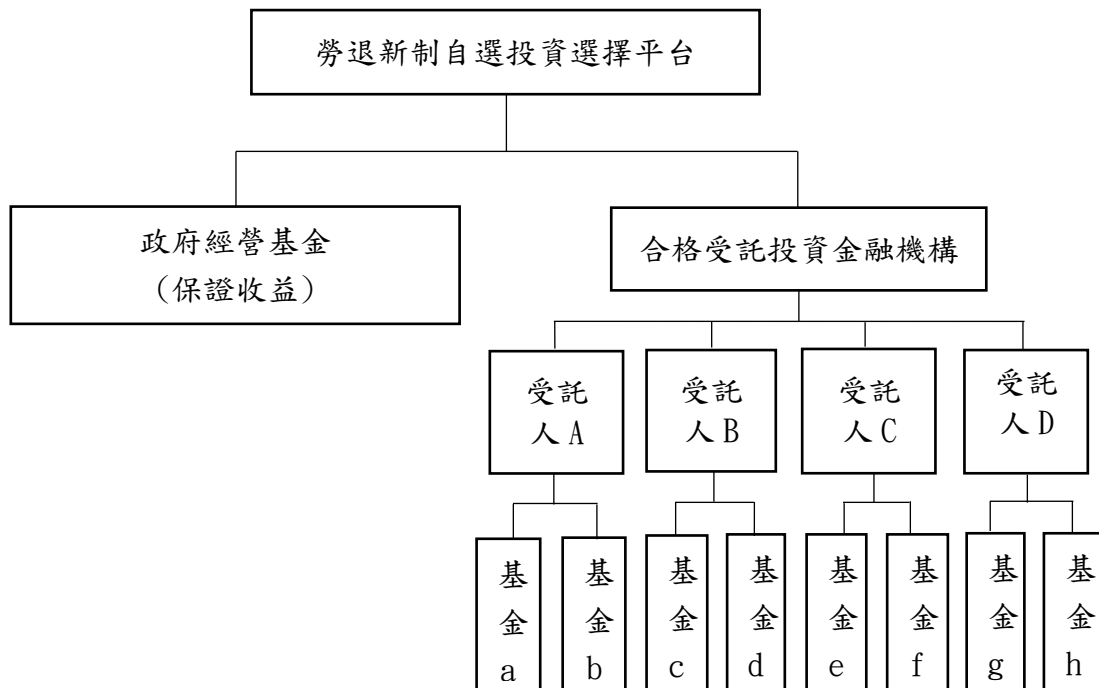 勞退新制自選投資選擇平台
政府經營基金
（保證收益）
合格受託投資金融機構
受託
人A
受託
人B
受託
人C
受託
人D
基
金
a
基
金
b
基
金
c
基
金
d
基
金
e
基
金
f
基
金
g
基
金
h